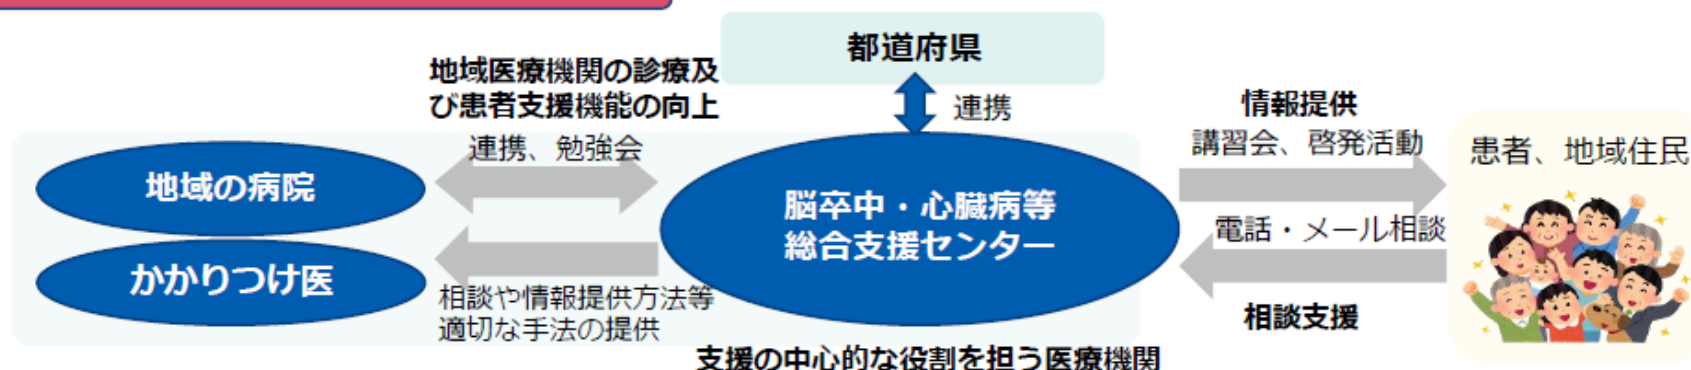 都道府県
連携
地域医療機関の診療及
び患者支援機能の向上
連携、勉強会
地域の病院
かかりつけ医
相談や情報提供方法等
適切な手法の提供
脳卒中・心臓病等
総合支援センター
支援の中心的な役割を担う医療機関
情報提供
講習会、啓発活動
電話・メール相談
相談支援
患者、地域住民